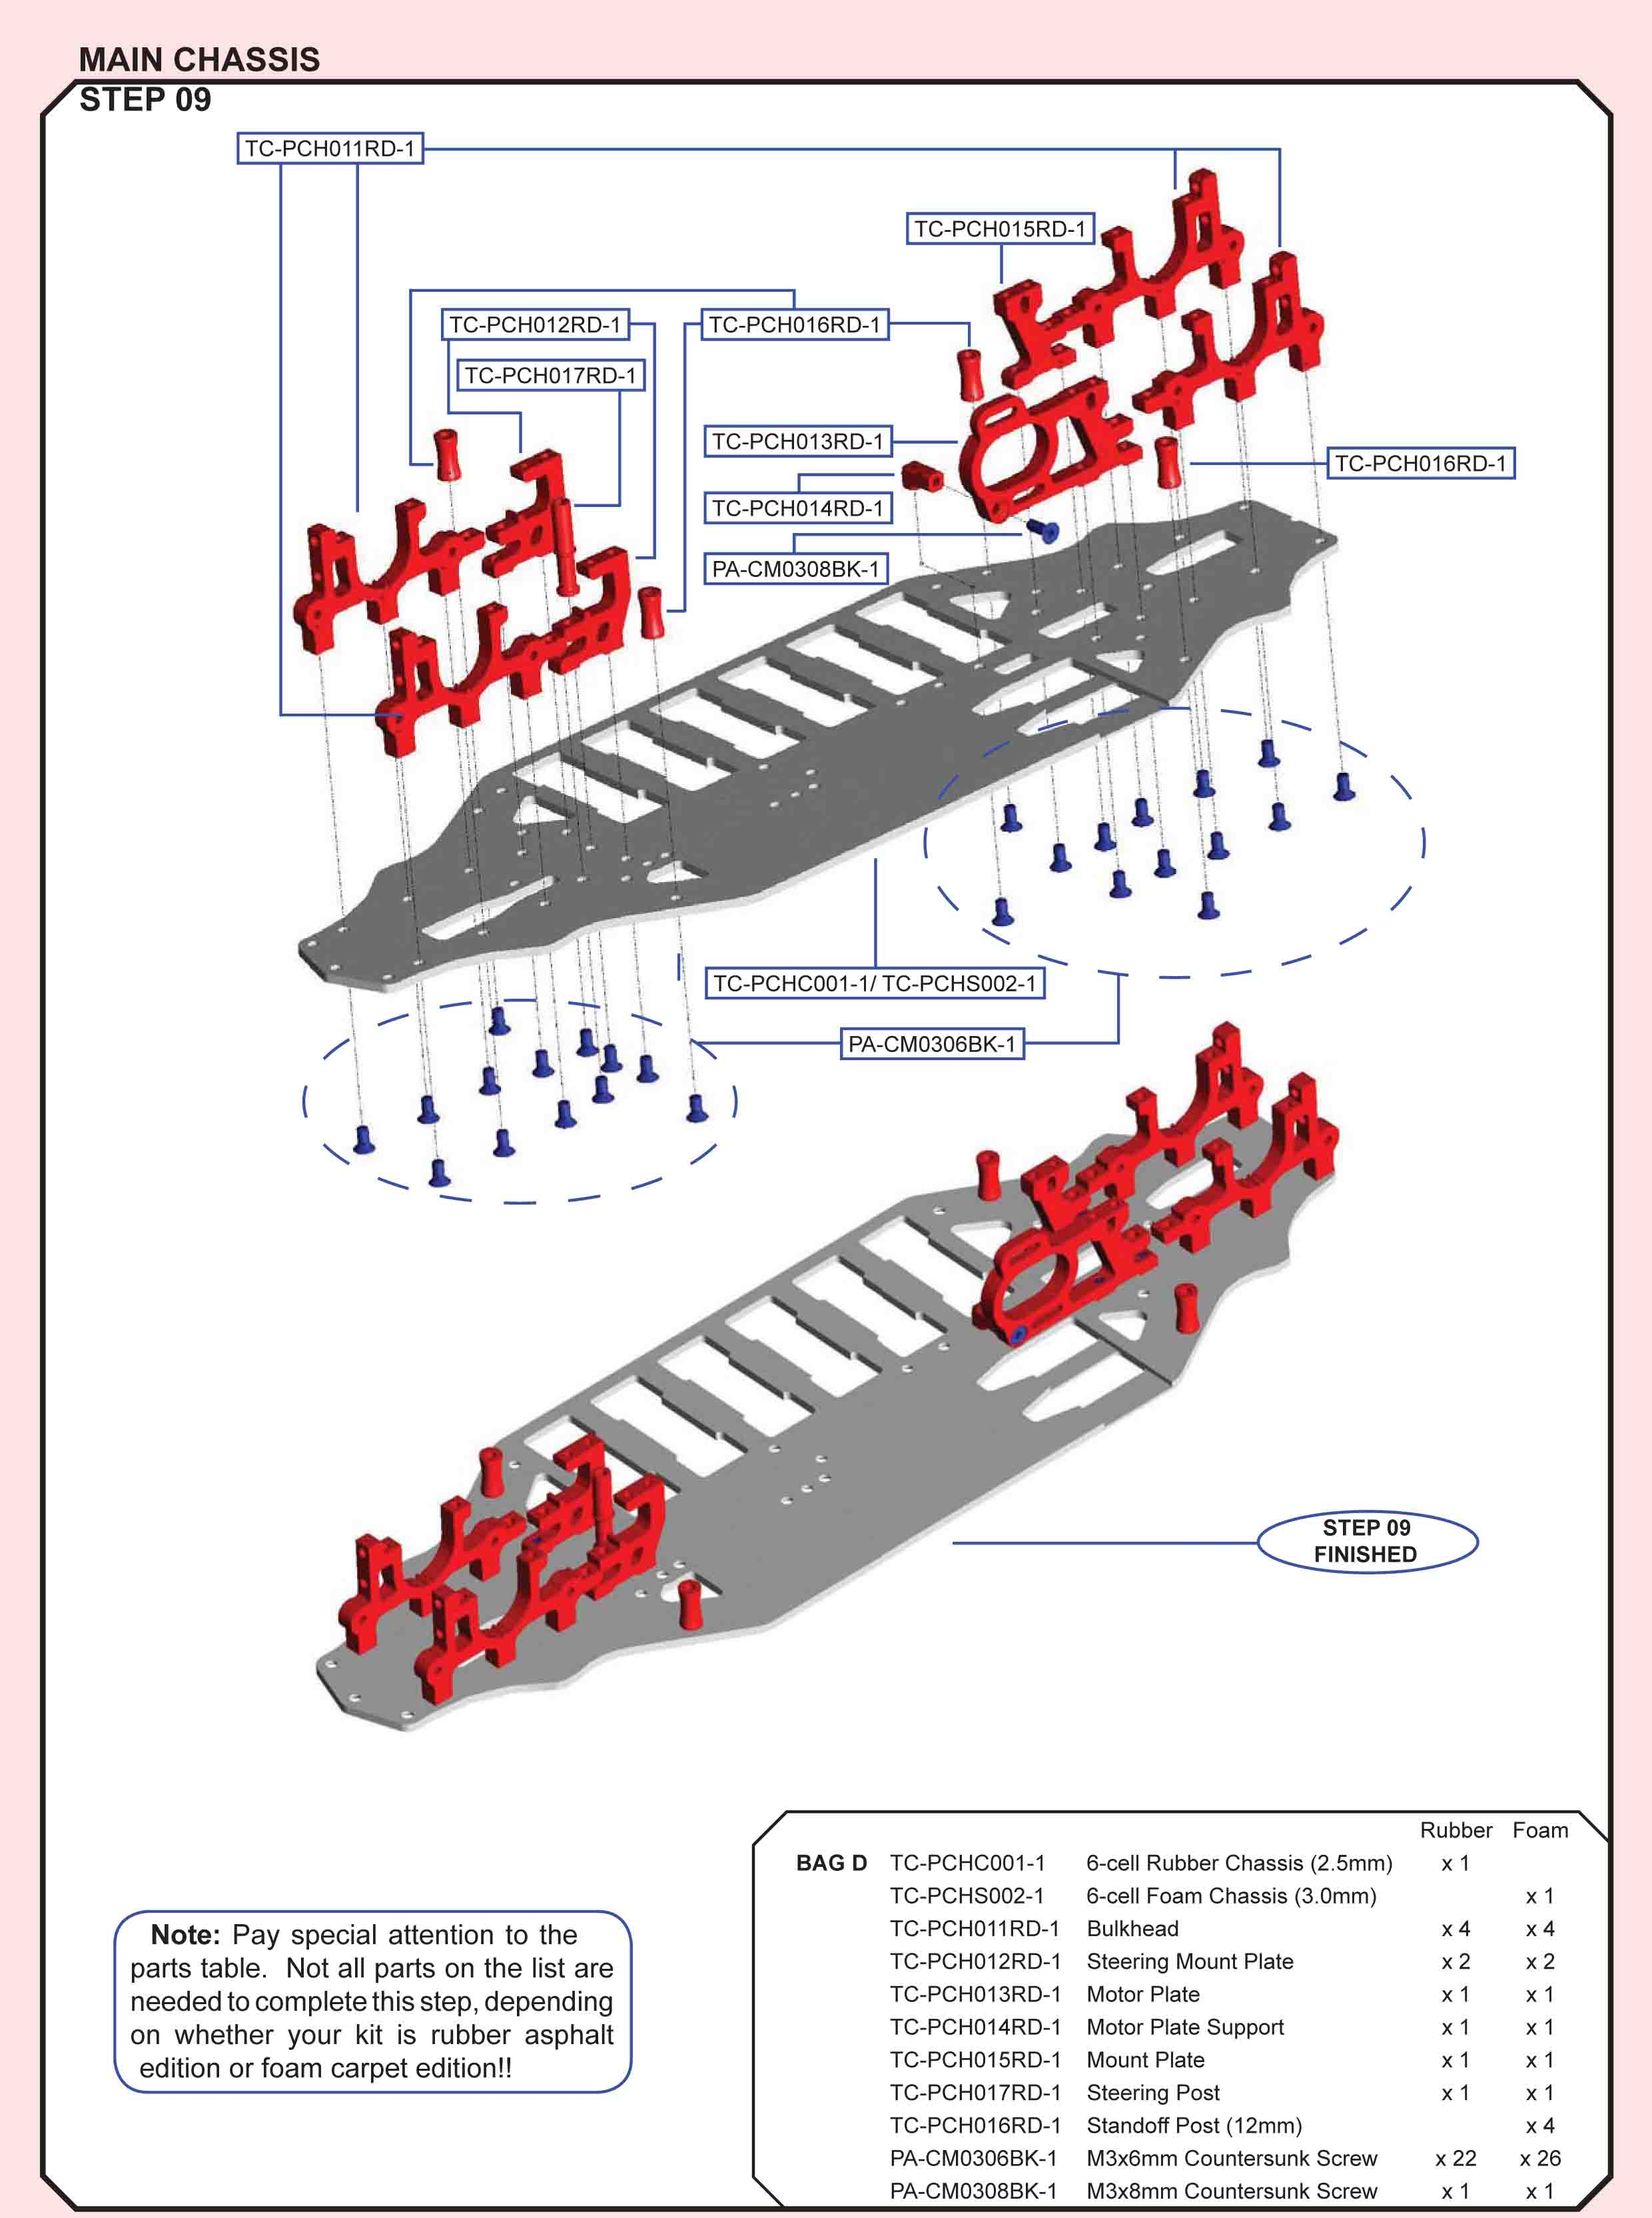 MAIN CHASSIS
STEP 09
TC-PCH011RD-1
TC-PCH015RD-1
TC-PCH012RD-1
TC-PCH016RD-1
TC-PCH017RD-1
TC-PCH013RD-1
TC-PCH016RD-1
TC-PCH014RD-1
PA-CM0308BK-1
TC-PCHC001-1/ TC-PCHS002-1
PA-CM0306BK-1
STEP 09
FINISHED
Note: Pay special attention to the
parts table. Not all parts on the list are
needed to complete this step, depending
on whether your kit is rubber asphalt
edition or foam carpet edition!!
Rubber Foam
BAG D TC-PCHC001-1 6-cell Rubber Chassis (2.5mm) x 1
TC-PCHS002-1 6-cell Foam Chassis (3.0mm) x 1
TC-PCH011RD-1 Bulkhead x 4 x 4
TC-PCH012RD-1 Steering Mount Plate x 2 x 2
TC-PCH013RD-1 Motor Plate x 1 x 1
TC-PCH014RD-1 Motor Plate Support x 1 x 1
TC-PCH015RD-1 Mount Plate x 1 x 1
TC-PCH017RD-1 Steering Post x 1 x 1
TC-PCH016RD-1 Standoff Post (12mm) x 4
PA-CM0306BK-1 M3x6mm Countersunk Screw x 22 x 26
PA-CM0308BK-1 M3x8mm Countersunk Screw x 1 x 1